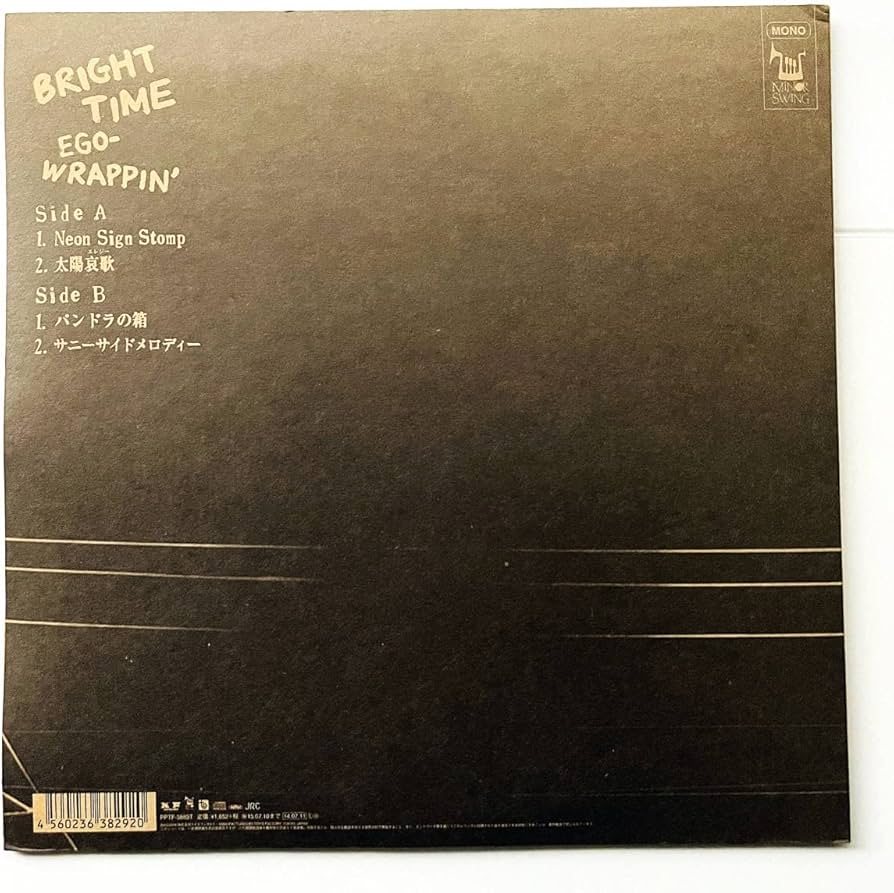 BRIGHT
TIME
EGO-
WRAPPIN'
MONO
MINOR
SWING
Side A
1. Neon Sign Stomp
エレジー
2. 太陽哀歌
Side B
1. パンドラの箱
2. サニーサイドメロディー
JRC
4 560236 382920